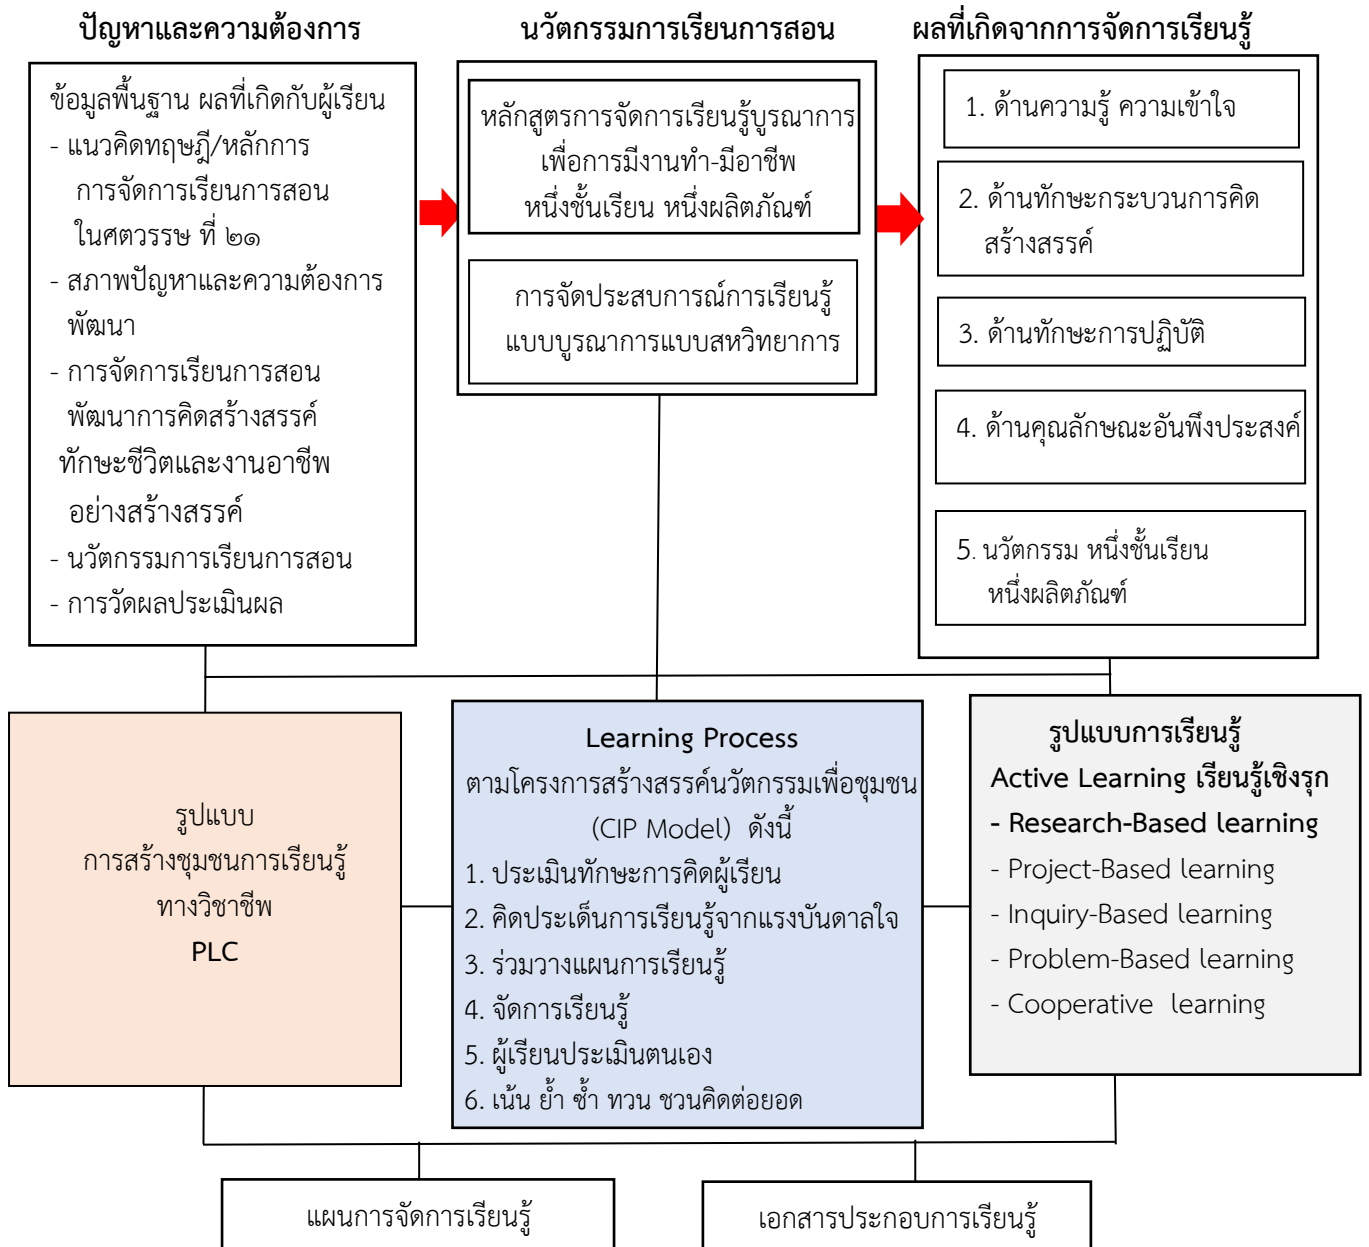 ปัญหาและความต้องการ
ข้อมูลพื้นฐาน ผลที่เกิดกับผู้เรียน
- แนวคิดทฤษฎี/หลักการ
การจัดการเรียนการสอน
ในศตวรรษ ที่ ๒๑
- สภาพปัญหาและความต้องการ
พัฒนา
- การจัดการเรียนการสอน
พัฒนาการคิดสร้างสรรค์
ทักษะชีวิตและงานอาชีพ
อย่างสร้างสรรค์
- นวัตกรรมการเรียนการสอน
- การวัดผลประเมินผล
นวัตกรรมการเรียนการสอน
หลักสูตรการจัดการเรียนรู้บูรณาการ
เพื่อการมีงานทำ-มีอาชีพ
หนึ่งชั้นเรียน หนึ่งผลิตภัณฑ์
การจัดประสบการณ์การเรียนรู้
แบบบูรณาการแบบสหวิทยาการ
ผลที่เกิดจากการจัดการเรียนรู้
1. ด้านความรู้ ความเข้าใจ
2. ด้านทักษะกระบวนการคิด
สร้างสรรค์
3. ด้านทักษะการปฏิบัติ
4. ด้านคุณลักษณะอันพึงประสงค์
5. นวัตกรรม หนึ่งชั้นเรียน
หนึ่งผลิตภัณฑ์
รูปแบบ
การสร้างชุมชนการเรียนรู้
ทางวิชาชีพ
PLC
Learning Process
ตามโครงการสร้างสรรค์นวัตกรรมเพื่อชุมชน
(CIP Model) ดังนี้
1. ประเมินทักษะการคิดผู้เรียน
2. คิดประเด็นการเรียนรู้จากแรงบันดาลใจ
3. ร่วมวางแผนการเรียนรู้
4. จัดการเรียนรู้
5. ผู้เรียนประเมินตนเอง
6. เน้น ย้ำ ซ้ำ ทวน ชวนคิดต่อยอด
รูปแบบการเรียนรู้
Active Learning เรียนรู้เชิงรุก
- Research-Based learning
- Project-Based learning
- Inquiry-Based learning
- Problem-Based learning
- Cooperative learning
แผนการจัดการเรียนรู้
เอกสารประกอบการเรียนรู้